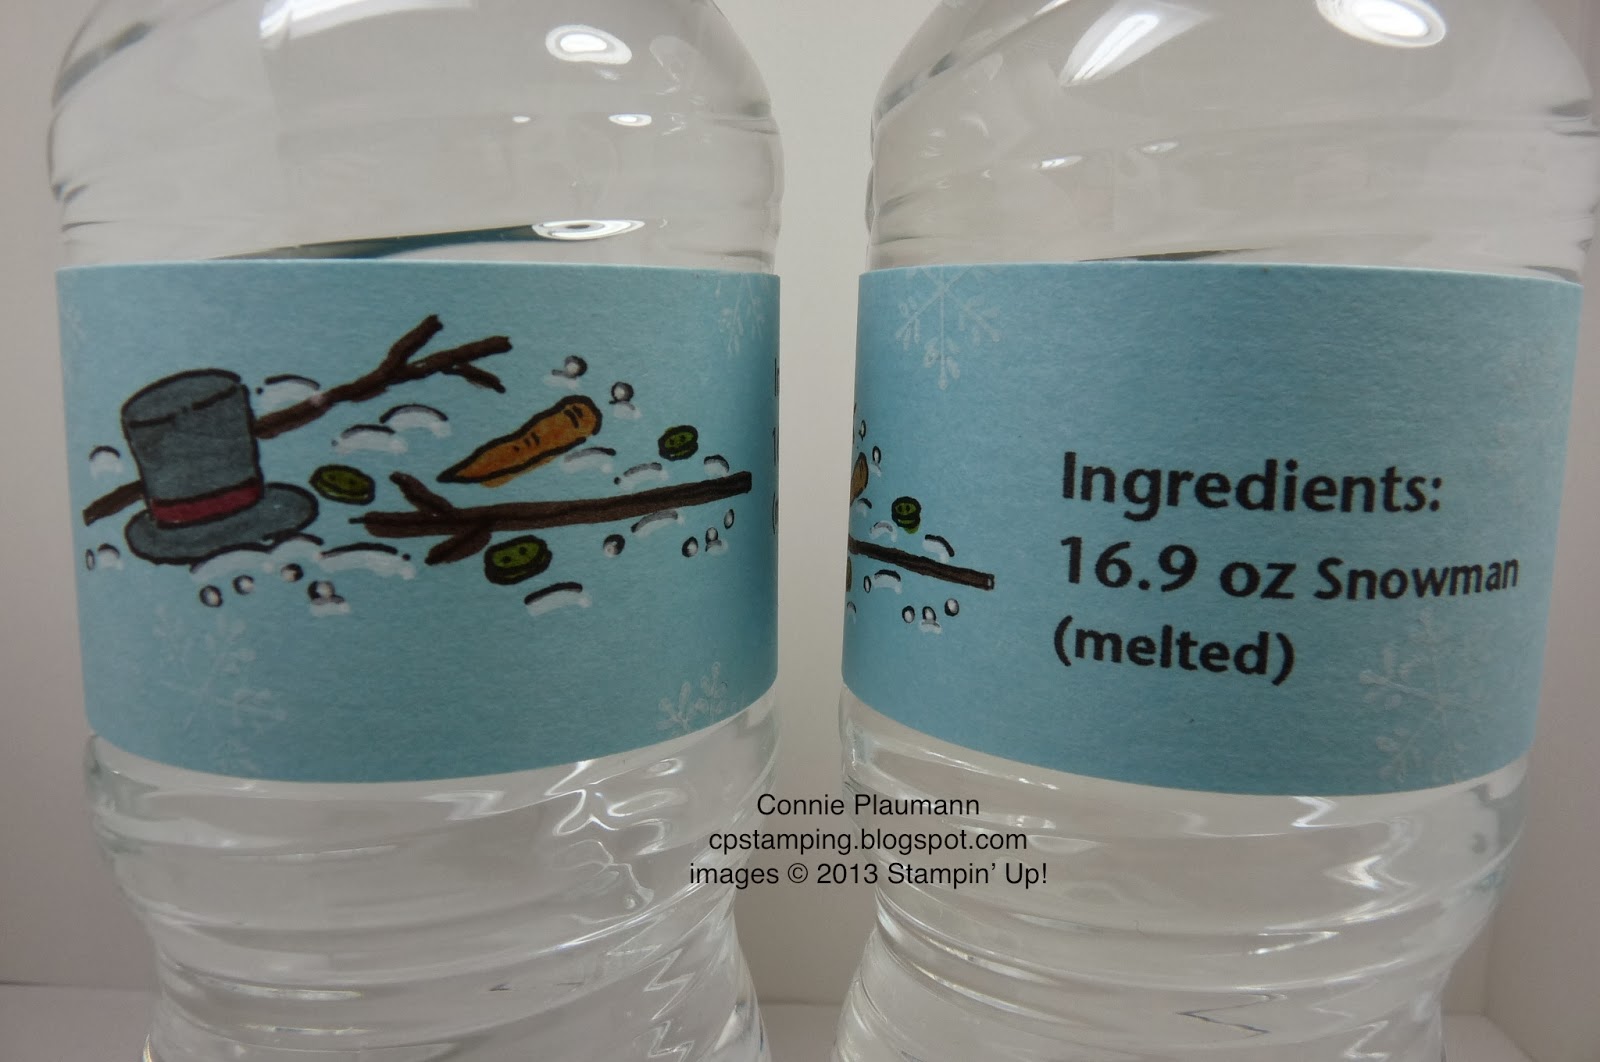 Ingredients:
16.9 oz Snowman
(melted)
Connie Plaumann
cpstamping.blogspot.com
images © 2013 Stampin' Up!